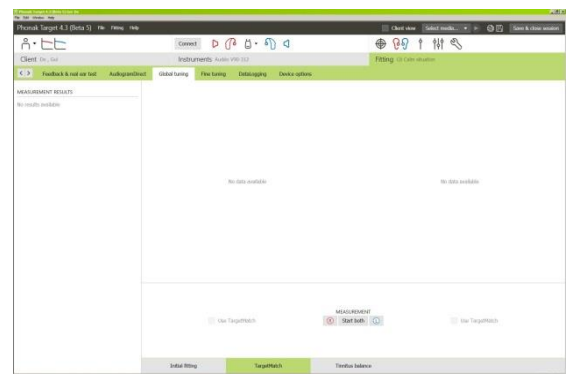 Phonak Target 4.3 (Beta 5) File Fitting Help
Client view Select media... Save & close session
Connect
Client
Instruments Audéo V90-312
Fitting Calm situation
Feedback & real ear test AudiogramDirect Global tuning Fine tuning Datalogging Device options
MEASUREMENT RESULTS
No results available
No data available No data available
MEASUREMENT
Use TargetMatch Start both Use TargetMatch
Initial fitting TargetMatch Tinnitus balance